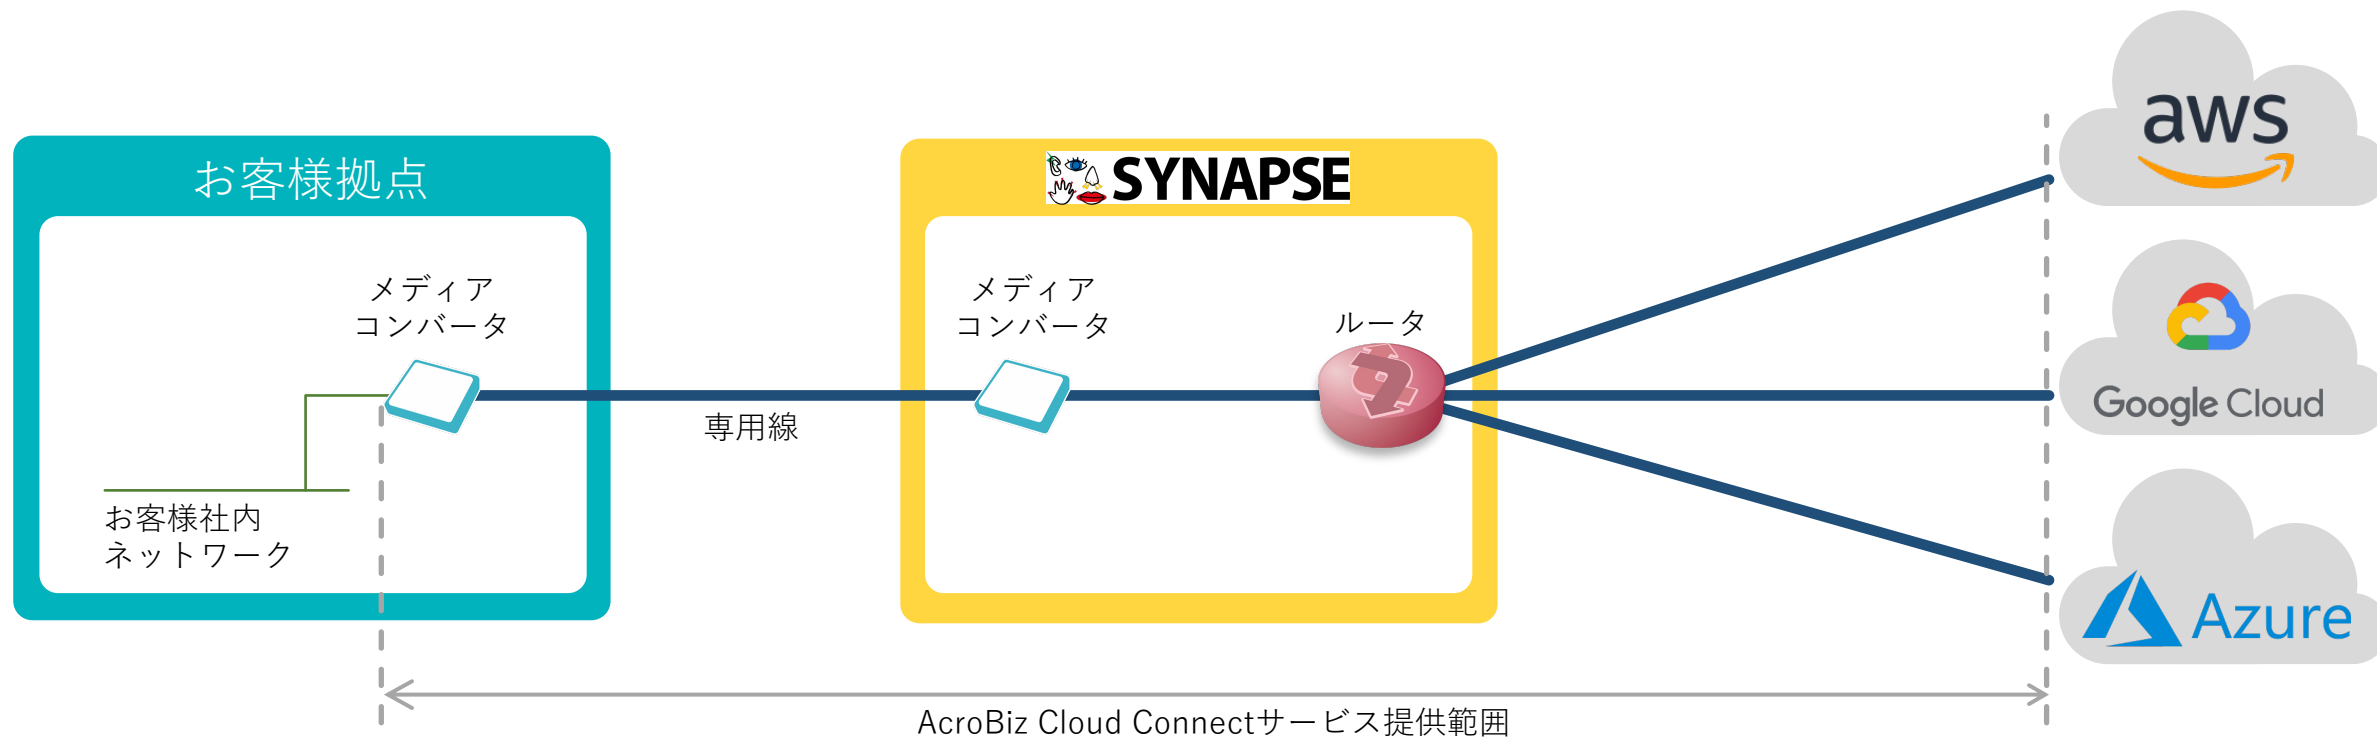 お客様拠点
メディア
コンバータ
お客様社内
ネットワーク
専用線
SYNAPSE
メディア
コンバータ
ルータ
aws
Google Cloud
Azure
AcroBiz Cloud Connectサービス提供範囲